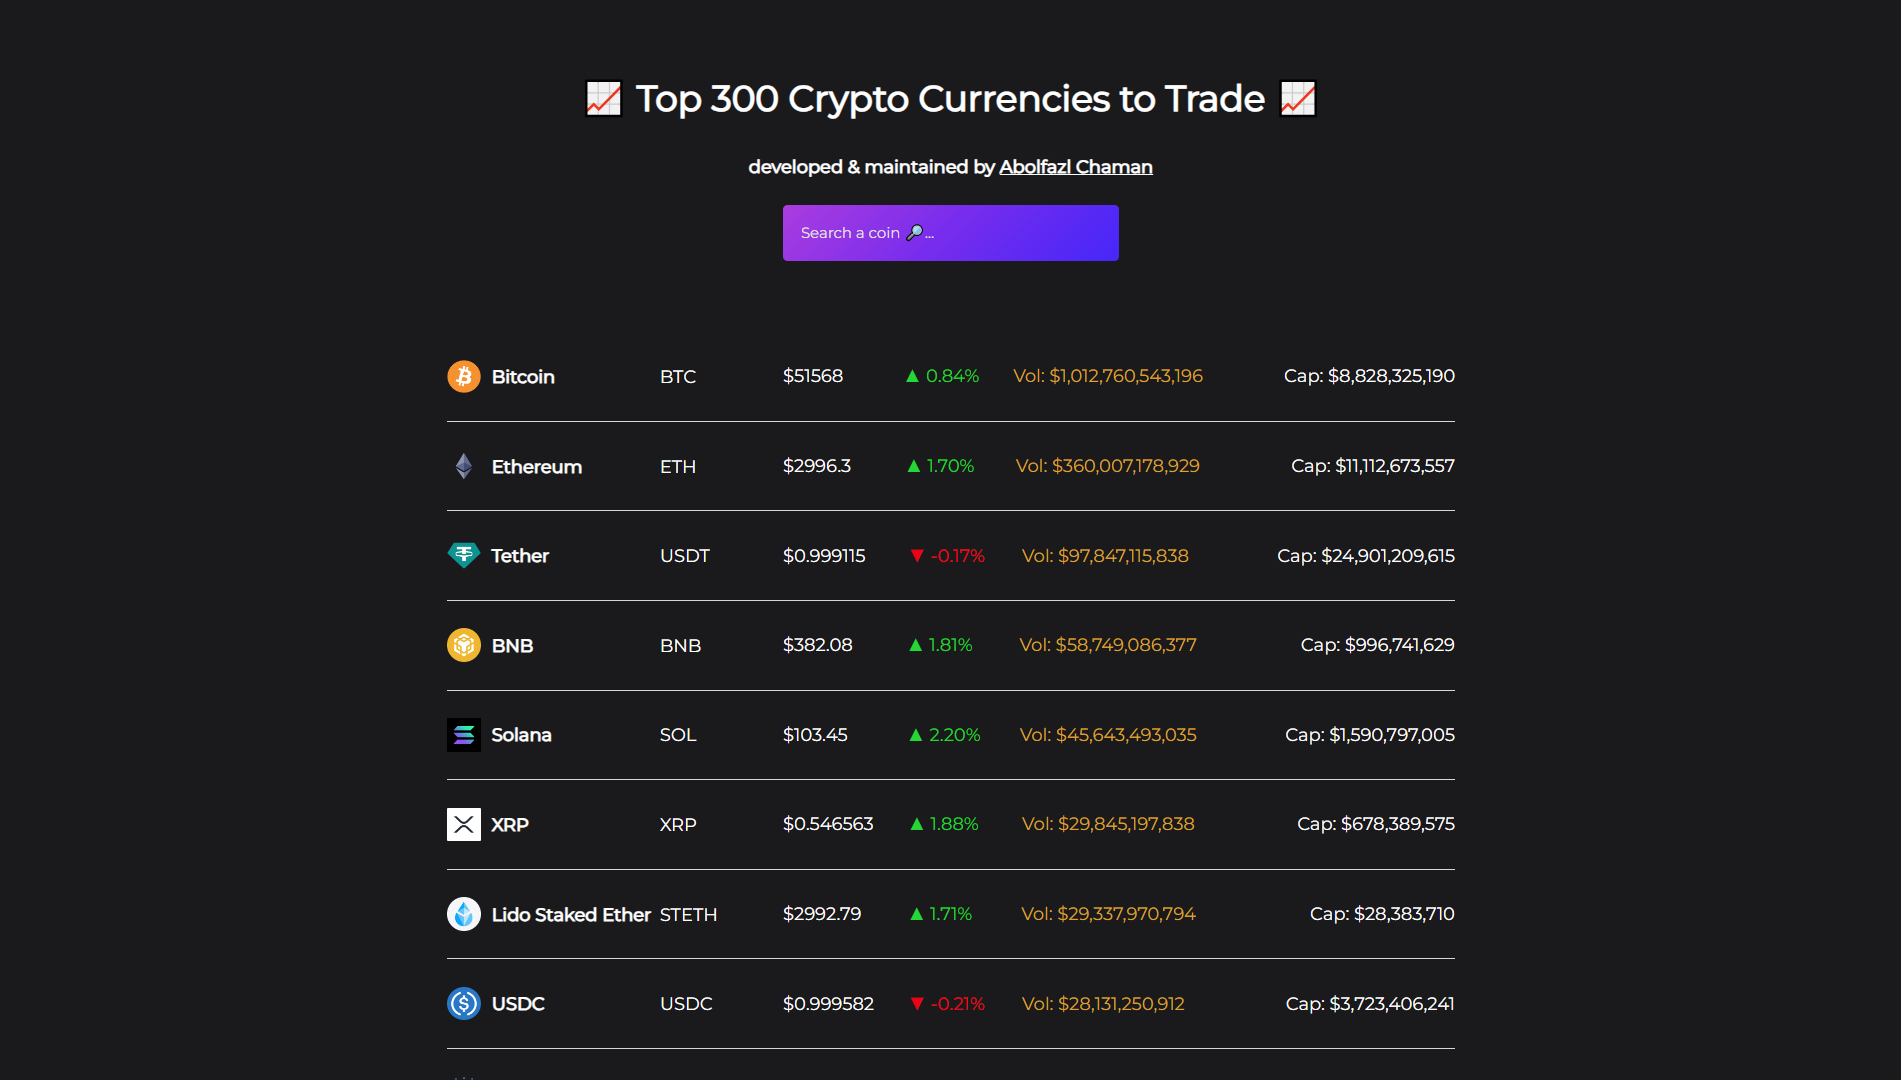 📈 Top 300 Crypto Currencies to Trade 📈
developed & maintained by Abolfazl Chaman
Search a coin 🔎...
Bitcoin BTC $51568 ▲ 0.84% Vol: $1,012,760,543,196 Cap: $8,828,325,190
Ethereum ETH $2996.3 ▲ 1.70% Vol: $360,007,178,929 Cap: $11,112,673,557
Tether USDT $0.999115 ▼ -0.17% Vol: $97,847,115,838 Cap: $24,901,209,615
BNB BNB $382.08 ▲ 1.81% Vol: $58,749,086,377 Cap: $996,741,629
Solana SOL $103.45 ▲ 2.20% Vol: $45,643,493,035 Cap: $1,590,797,005
XRP XRP $0.546563 ▲ 1.88% Vol: $29,845,197,838 Cap: $678,389,575
Lido Staked Ether STETH $2992.79 ▲ 1.71% Vol: $29,337,970,794 Cap: $28,383,710
USDC USDC $0.999582 ▼ -0.21% Vol: $28,131,250,912 Cap: $3,723,406,241